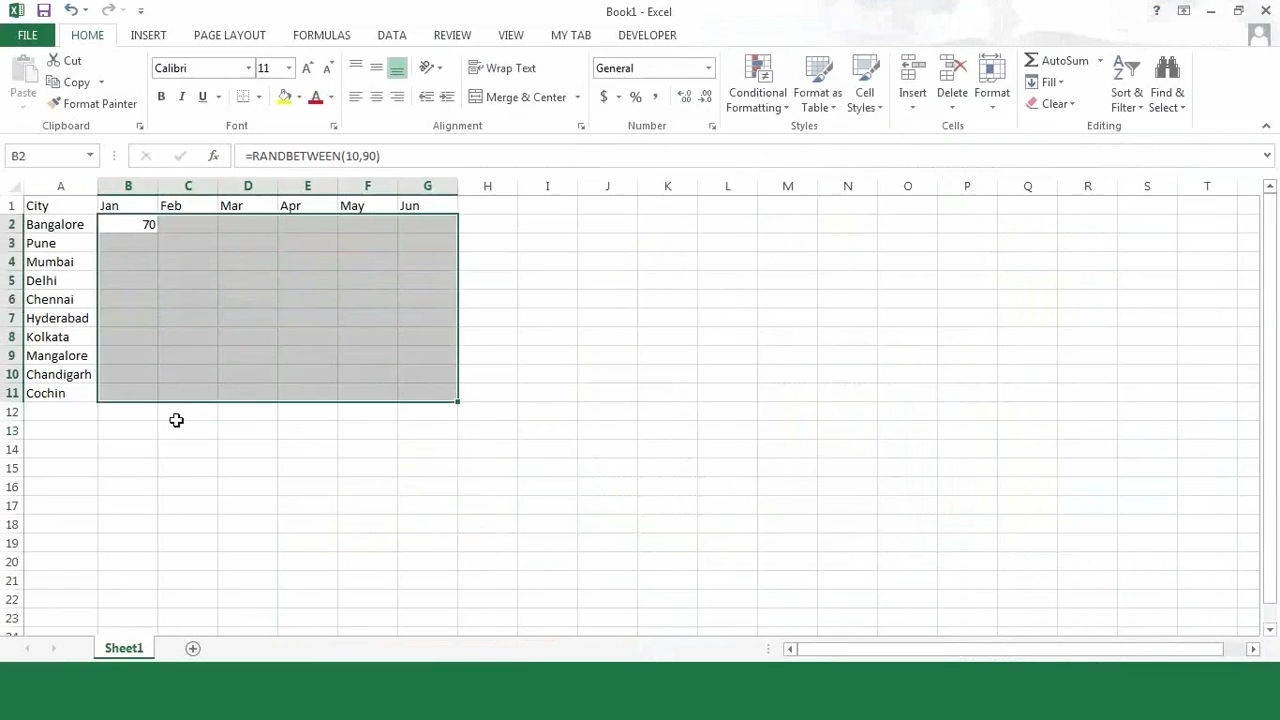 Book1 - Excel
?
FILE HOME INSERT PAGE LAYOUT FORMULAS DATA REVIEW VIEW MY TAB DEVELOPER
Paste Cut Copy Format Painter
Calibri 11 A A B I U A
Wrap Text Merge & Center
General $ % ,
Conditional Formatting Format as Table Cell Styles
Insert Delete Format
AutoSum Fill Clear Sort & Filter Find & Select
Clipboard Font Alignment Number Styles Cells Editing
B2 fx =RANDBETWEEN(10,90)
A B C D E F G H I J K L M N O P Q R S T
1 City Jan Feb Mar Apr May Jun
2 Bangalore 70
3 Pune
4 Mumbai
5 Delhi
6 Chennai
7 Hyderabad
8 Kolkata
9 Mangalore
10 Chandigarh
11 Cochin
12
13
14
15
16
17
18
19
20
21
22
23
Sheet1